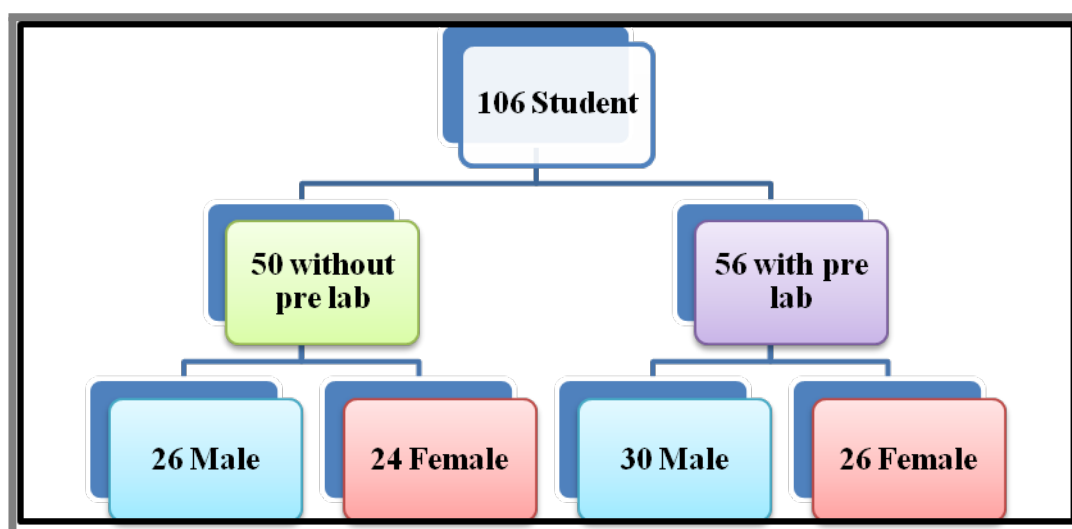 106 Student
50 without
pre lab
56 with pre
lab
26 Male
24 Female
30 Male
26 Female